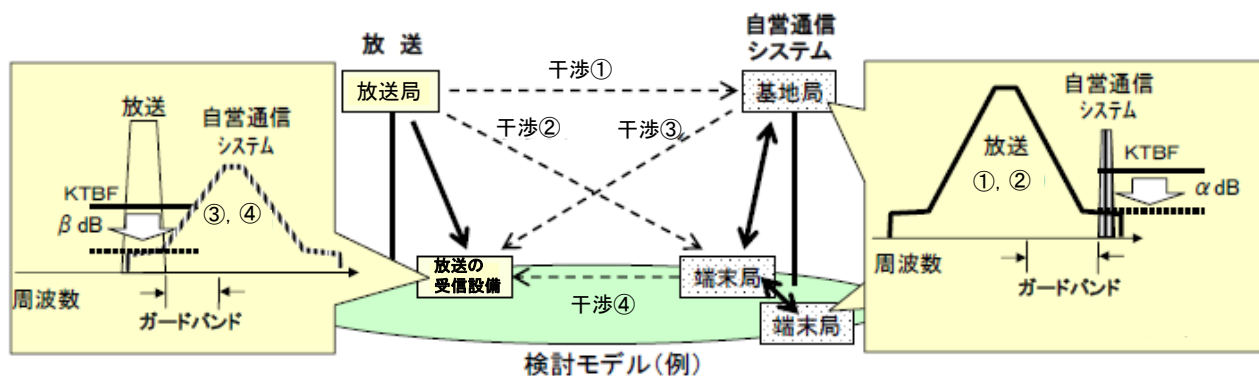 放 送
放送局
干渉①
干渉②
干渉③
干渉④
自営通信
システム
基地局
放送の
受信設備
端末局
端末局
検討モデル(例)
放送
自営通信
システム
KTBF
β dB
③, ④
周波数
ガードバンド
自営通信
システム
放送
①, ②
KTBF
α dB
周波数
ガードバンド